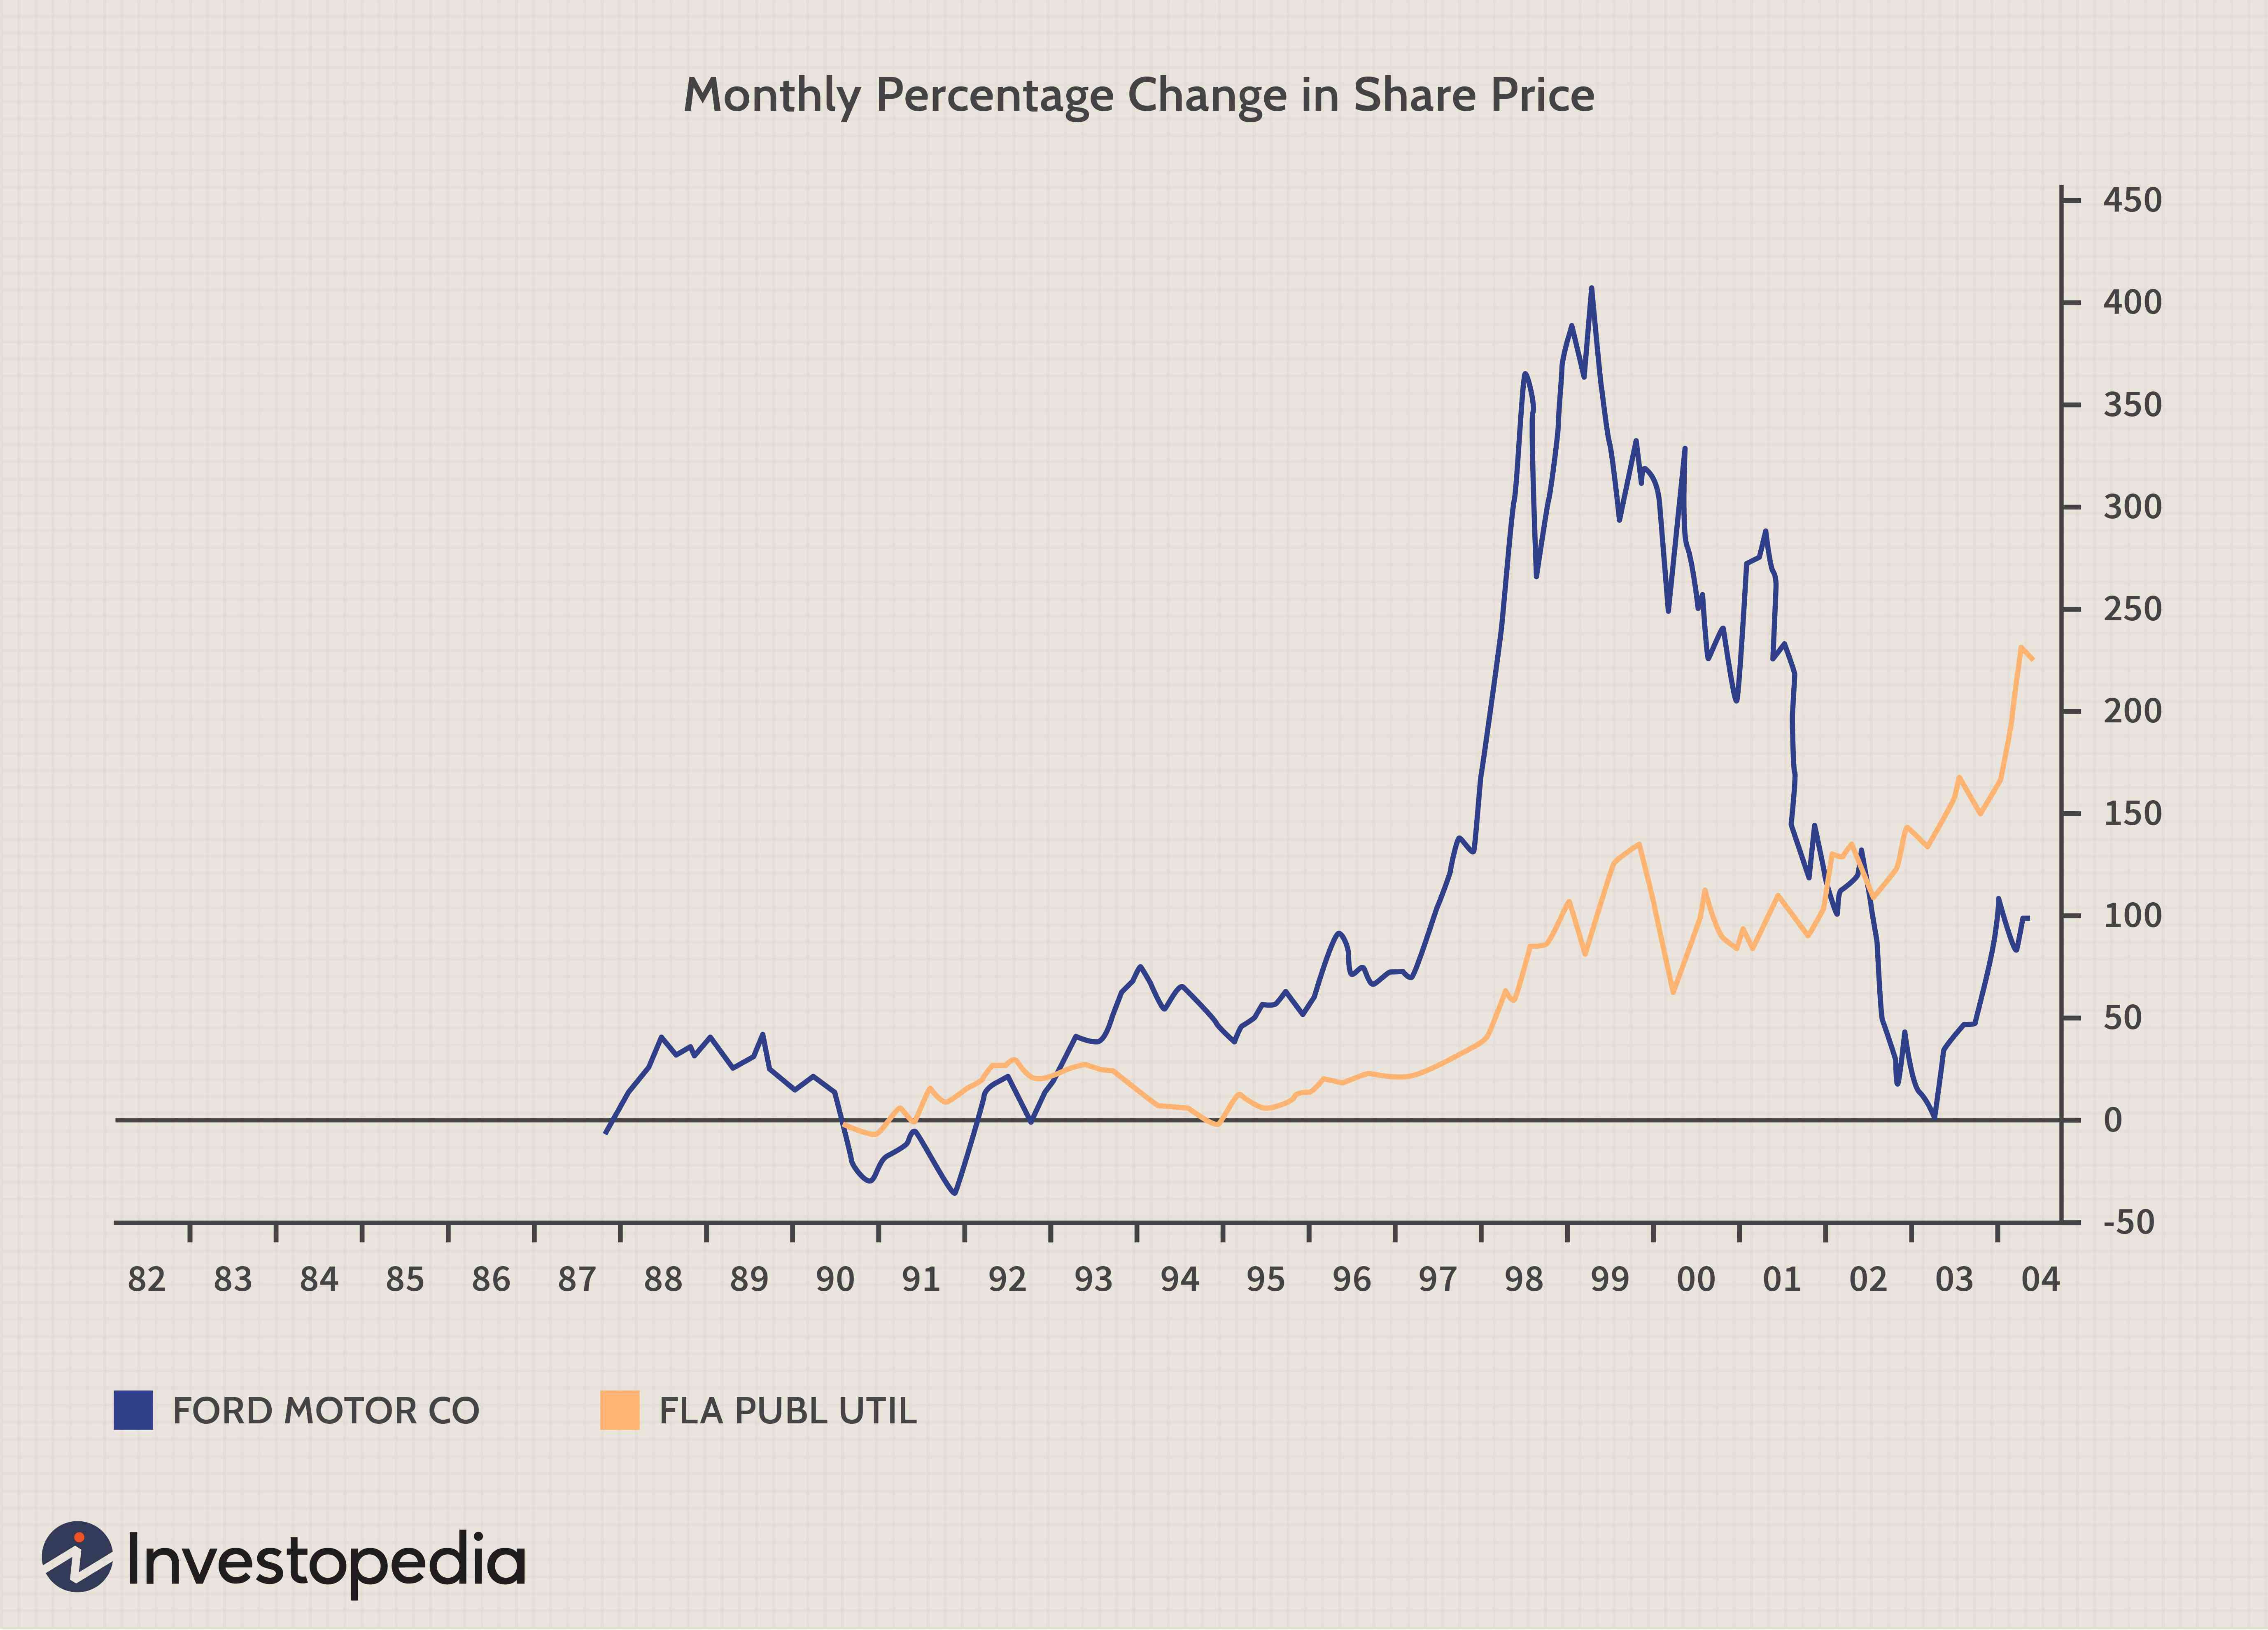 Monthly Percentage Change in Share Price
450
400
350
300
250
200
150
100
50
0
-50
82 83 84 85 86 87 88 89 90 91 92 93 94 95 96 97 98 99 00 01 02 03 04
FORD MOTOR CO FLA PUBL UTIL
Investopedia